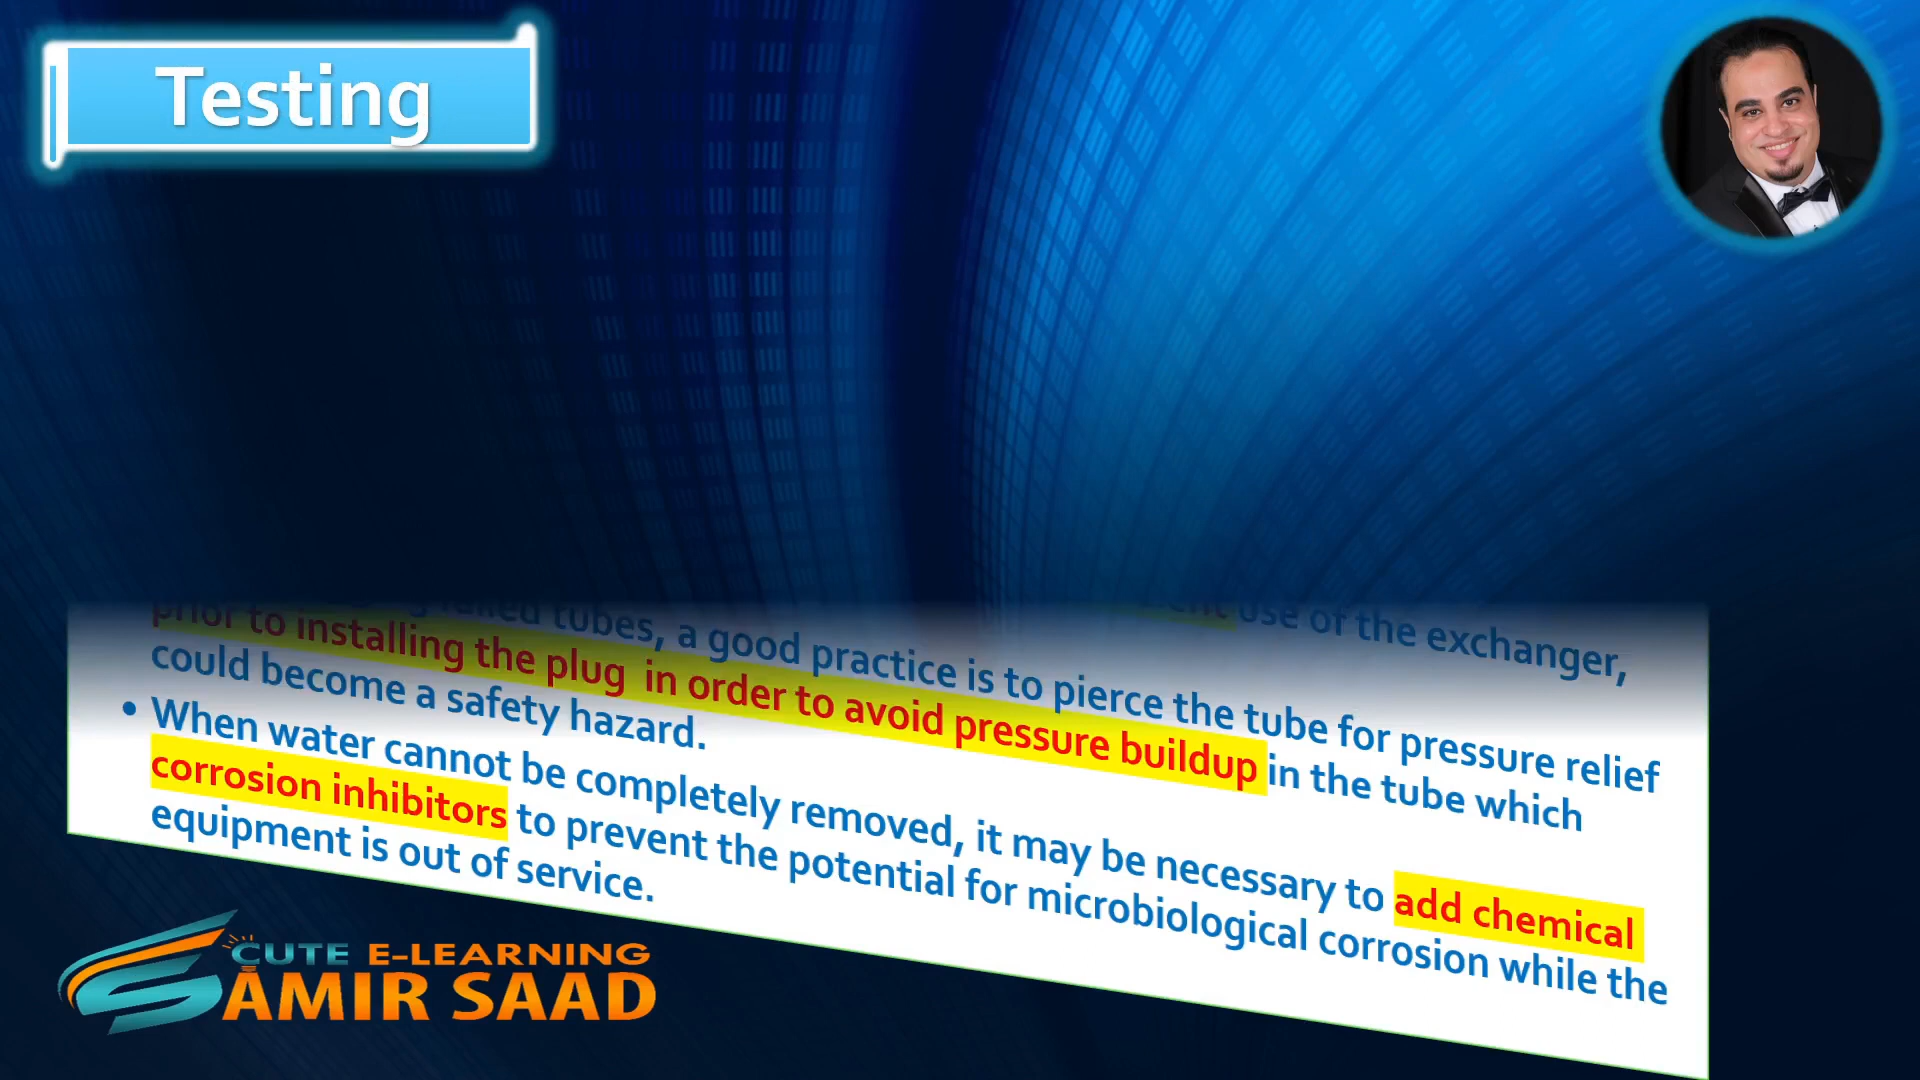 Testing
use of the exchanger,
tubes, a good practice is to pierce the tube for pressure relief
prior to installing the plug in order to avoid pressure buildup in the tube which
could become a safety hazard.
• When water cannot be completely removed, it may be necessary to add chemical
corrosion inhibitors to prevent the potential for microbiological corrosion while the
equipment is out of service.
CUTE E-LEARNING
AMIR SAAD